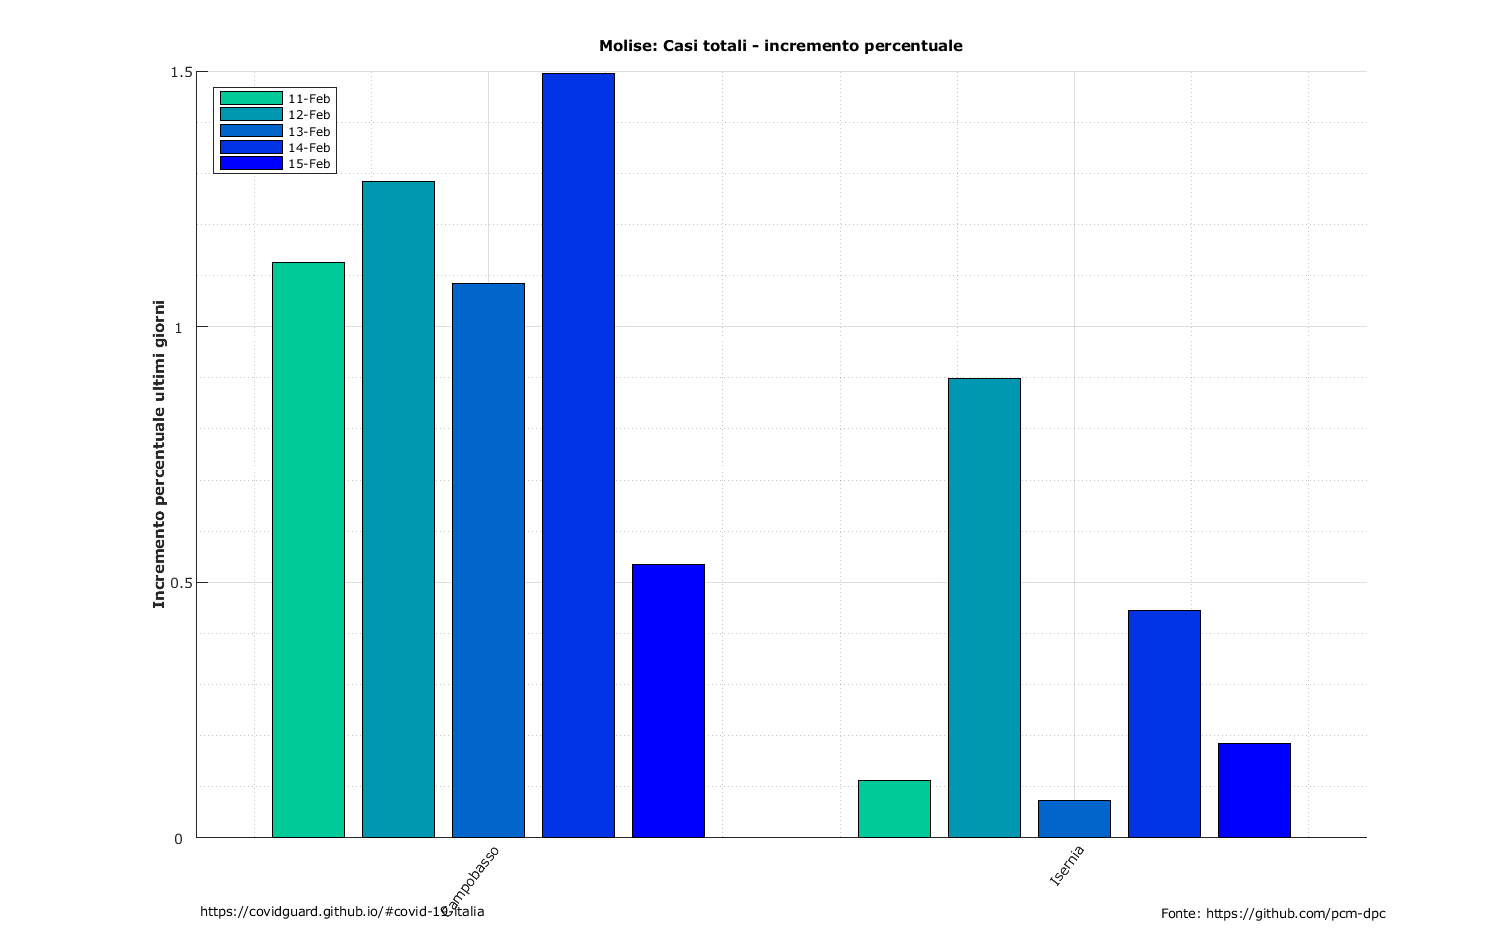 Molise: Casi totali - incremento percentuale
1.5
1
0.5
0
Incremento percentuale ultimi giorni
11-Feb
12-Feb
13-Feb
14-Feb
15-Feb
Campobasso
Isernia
https://covidguard.github.io/#covid-19-italia
Fonte: https://github.com/pcm-dpc